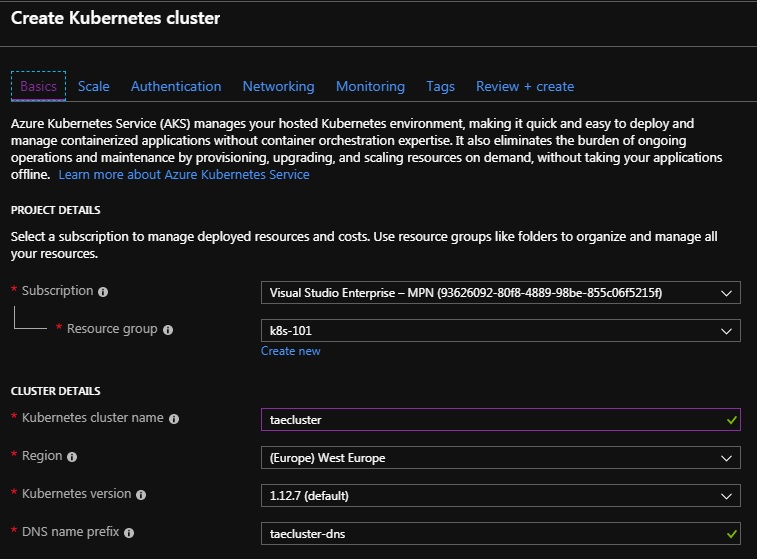 Create Kubernetes cluster
Basics Scale Authentication Networking Monitoring Tags Review + create
Azure Kubernetes Service (AKS) manages your hosted Kubernetes environment, making it quick and easy to deploy and
manage containerized applications without container orchestration expertise. It also eliminates the burden of ongoing
operations and maintenance by provisioning, upgrading, and scaling resources on demand, without taking your applications
offline. Learn more about Azure Kubernetes Service
PROJECT DETAILS
Select a subscription to manage deployed resources and costs. Use resource groups like folders to organize and manage all
your resources.
* Subscription Visual Studio Enterprise – MPN (93626092-80f8-4889-98be-855c06f5215f)
* Resource group k8s-101
Create new
CLUSTER DETAILS
* Kubernetes cluster name taecluster
* Region (Europe) West Europe
* Kubernetes version 1.12.7 (default)
* DNS name prefix taecluster-dns